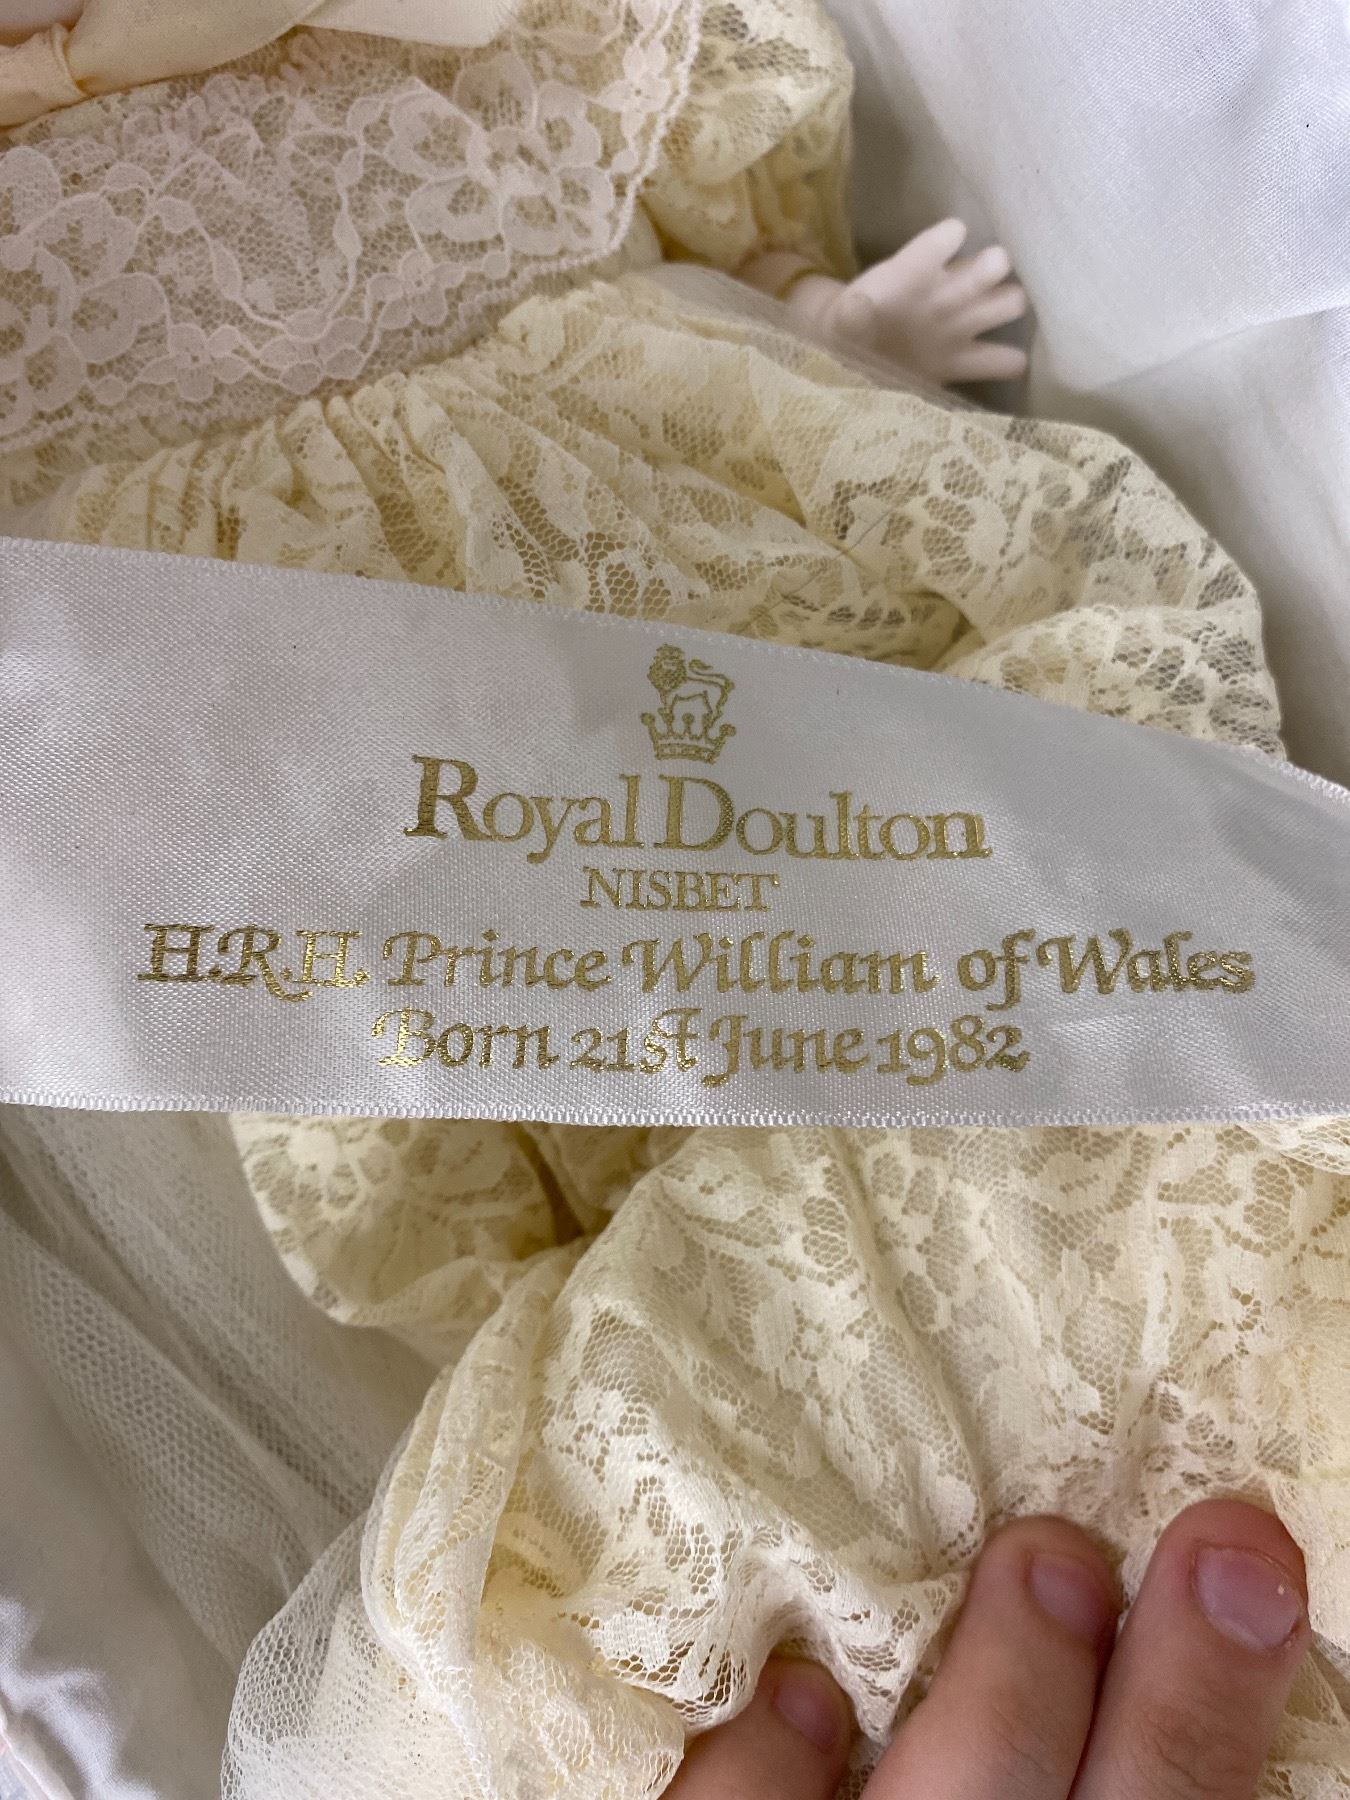 Royal Doulton
NISBET
H.R.H. Prince William of Wales
Born 21st June 1982